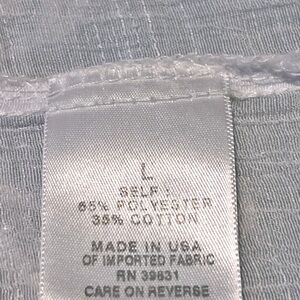 L
SELF:
65% POLYESTER
35% COTTON
MADE IN USA
OF IMPORTED FABRIC
RN 39631
CARE ON REVERSE